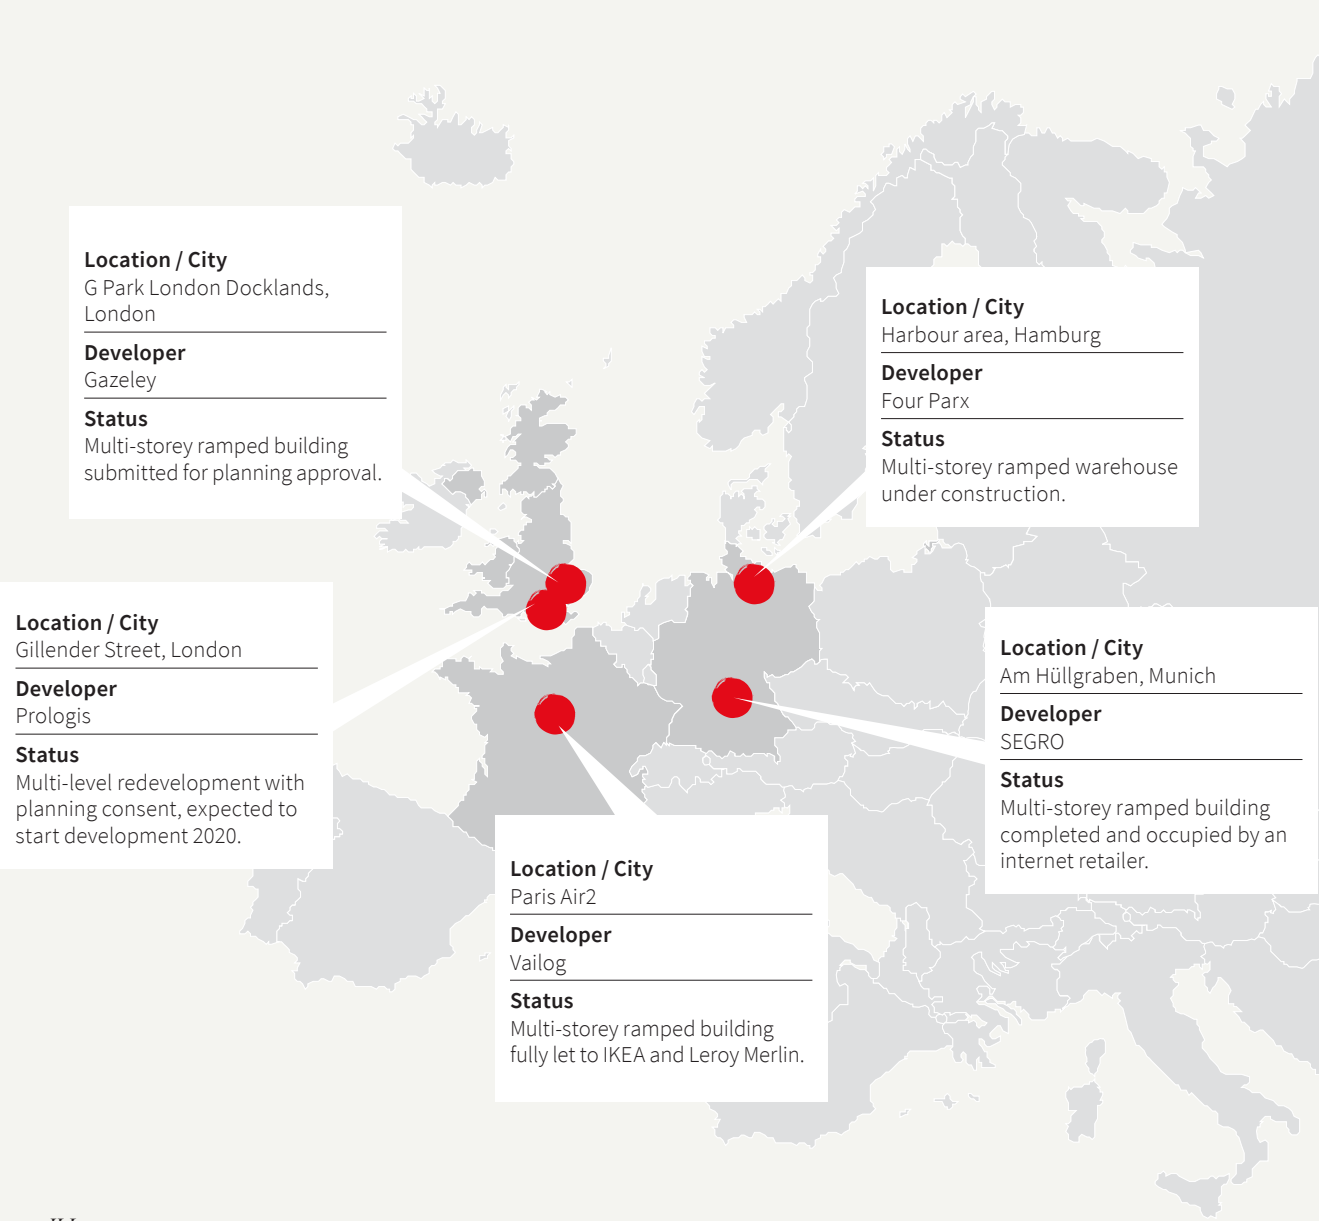 Location / City
G Park London Docklands,
London
Developer
Gazeley
Status
Multi-storey ramped building
submitted for planning approval.
Location / City
Harbour area, Hamburg
Developer
Four Parx
Status
Multi-storey ramped warehouse
under construction.
Location / City
Gillender Street, London
Developer
Prologis
Status
Multi-level redevelopment with
planning consent, expected to
start development 2020.
Location / City
Am Hüllgraben, Munich
Developer
SEGRO
Status
Multi-storey ramped building
completed and occupied by an
internet retailer.
Location / City
Paris Air2
Developer
Vailog
Status
Multi-storey ramped building
fully let to IKEA and Leroy Merlin.